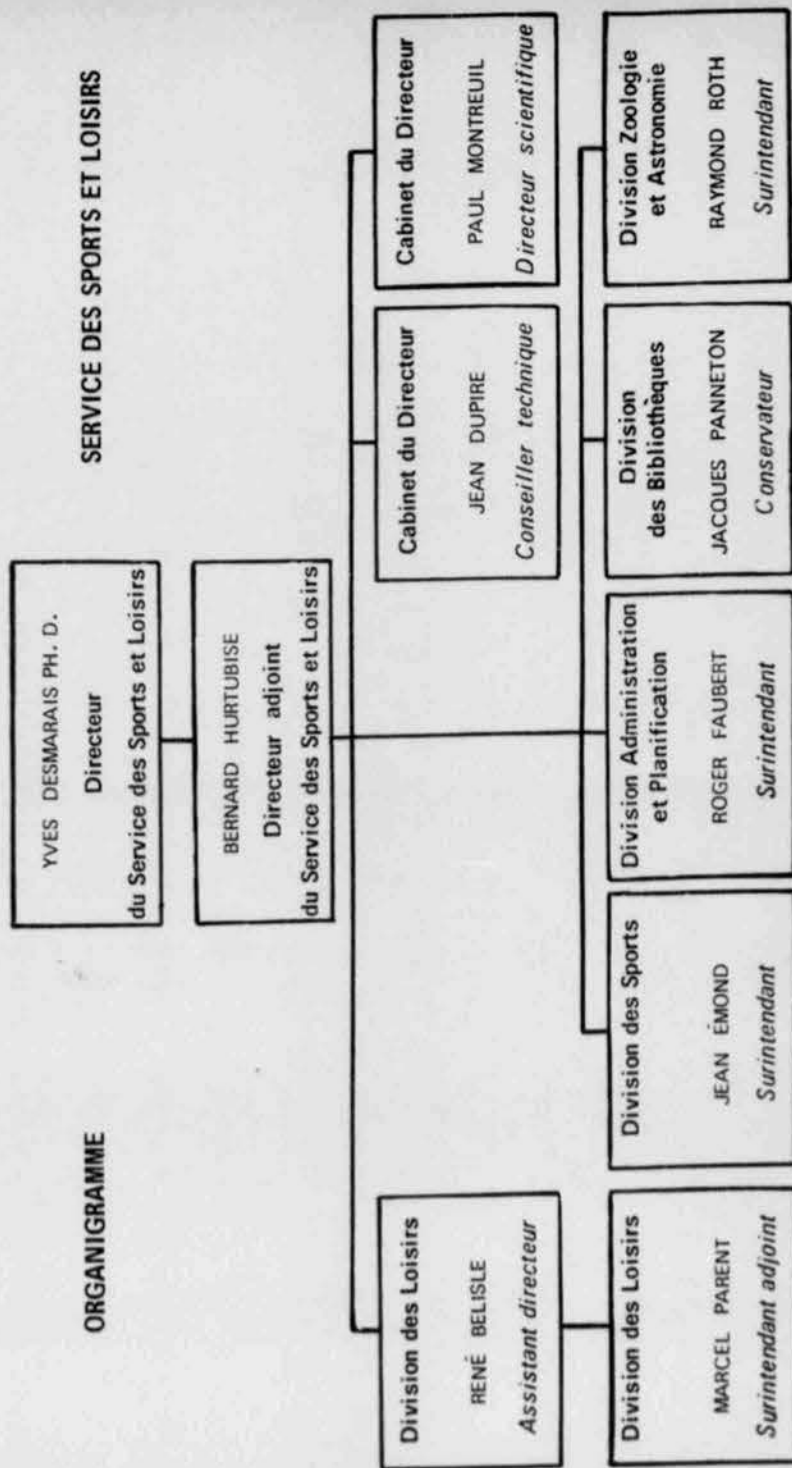 ORGANIGRAMME
SERVICE DES SPORTS ET LOISIRS
YVES DESMARAIS PH. D.
Directeur
du Service des Sports et Loisirs
BERNARD HURTUBISE
Directeur adjoint
du Service des Sports et Loisirs
Division des Loisirs
RENÉ BELISLE
Assistant directeur
Cabinet du Directeur
JEAN DUPIRE
Conseiller technique
Cabinet du Directeur
PAUL MONTREUIL
Directeur scientifique
Division des Loisirs
MARCEL PARENT
Surintendant adjoint
Division des Sports
JEAN ÉMOND
Surintendant
Division Administration
et Planification
ROGER FAUBERT
Surintendant
Division
des Bibliothèques
JACQUES PANNETON
Conservateur
Division Zoologie
et Astronomie
RAYMOND ROTH
Surintendant